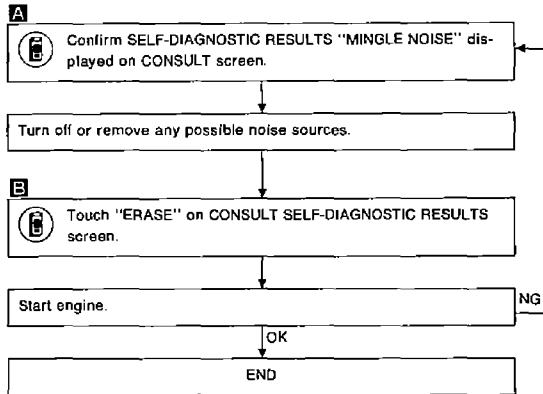 A
Confirm SELF-DIAGNOSTIC RESULTS "MINGLE NOISE" dis-
played on CONSULT screen.
Turn off or remove any possible noise sources.
B
Touch "ERASE" on CONSULT SELF-DIAGNOSTIC RESULTS
screen.
Start engine.
NG
OK
END